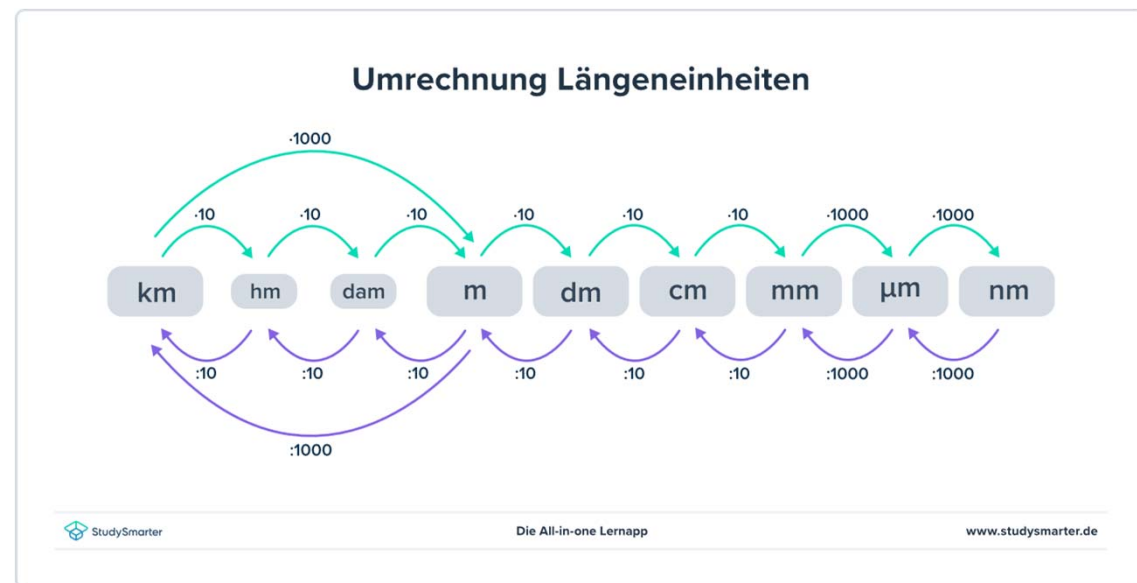 Umrechnung Längeneinheiten
·1000
·10 ·10 ·10 ·10 ·10 ·10 ·1000 ·1000
km hm dam m dm cm mm µm nm
:10 :10 :10 :10 :10 :10 :1000 :1000
:1000
StudySmarter Die All-in-one Lernapp www.studysmarter.de